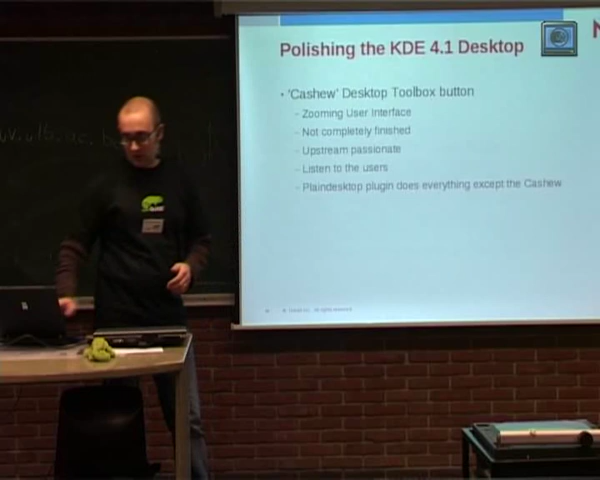 Polishing the KDE 4.1 Desktop
• 'Cashew' Desktop Toolbox button
– Zooming User Interface
– Not completely finished
– Upstream passionate
– Listen to the users
– Plaindesktop plugin does everything except the Cashew